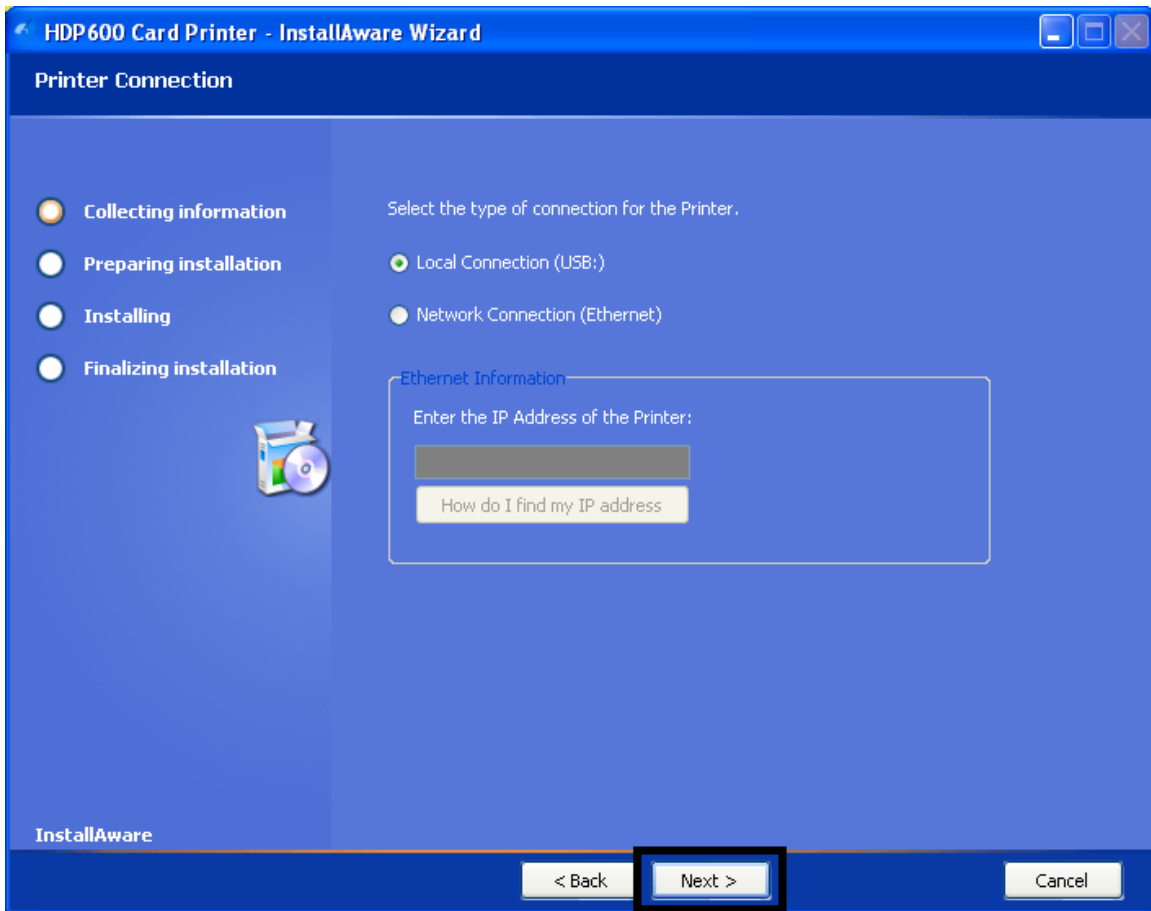 HDP600 Card Printer - InstallAware Wizard
Printer Connection
Collecting information
Preparing installation
Installing
Finalizing installation
Select the type of connection for the Printer.
Local Connection (USB:)
Network Connection (Ethernet)
Ethernet Information
Enter the IP Address of the Printer:
How do I find my IP address
InstallAware
< Back
Next >
Cancel